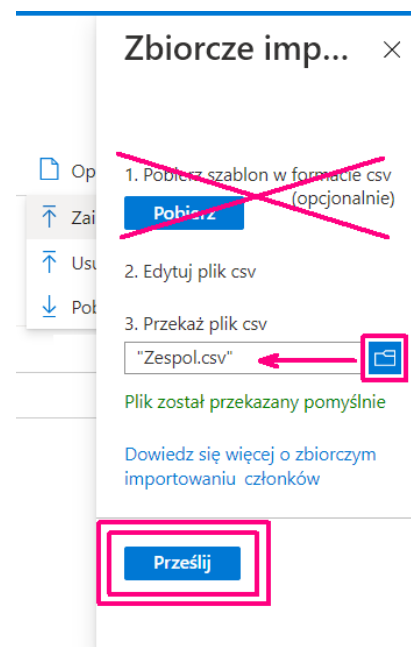 Zbiorcze imp...
Op
1. Pobierz szablon w formacie csv
(opcjonalnie)
Zai
Pobierz
Usu
2. Edytuj plik csv
Pob
3. Przekaż plik csv
"Zespol.csv"
Plik został przekazany pomyślnie
Dowiedz się więcej o zbiorczym
importowaniu członków
Prześlij